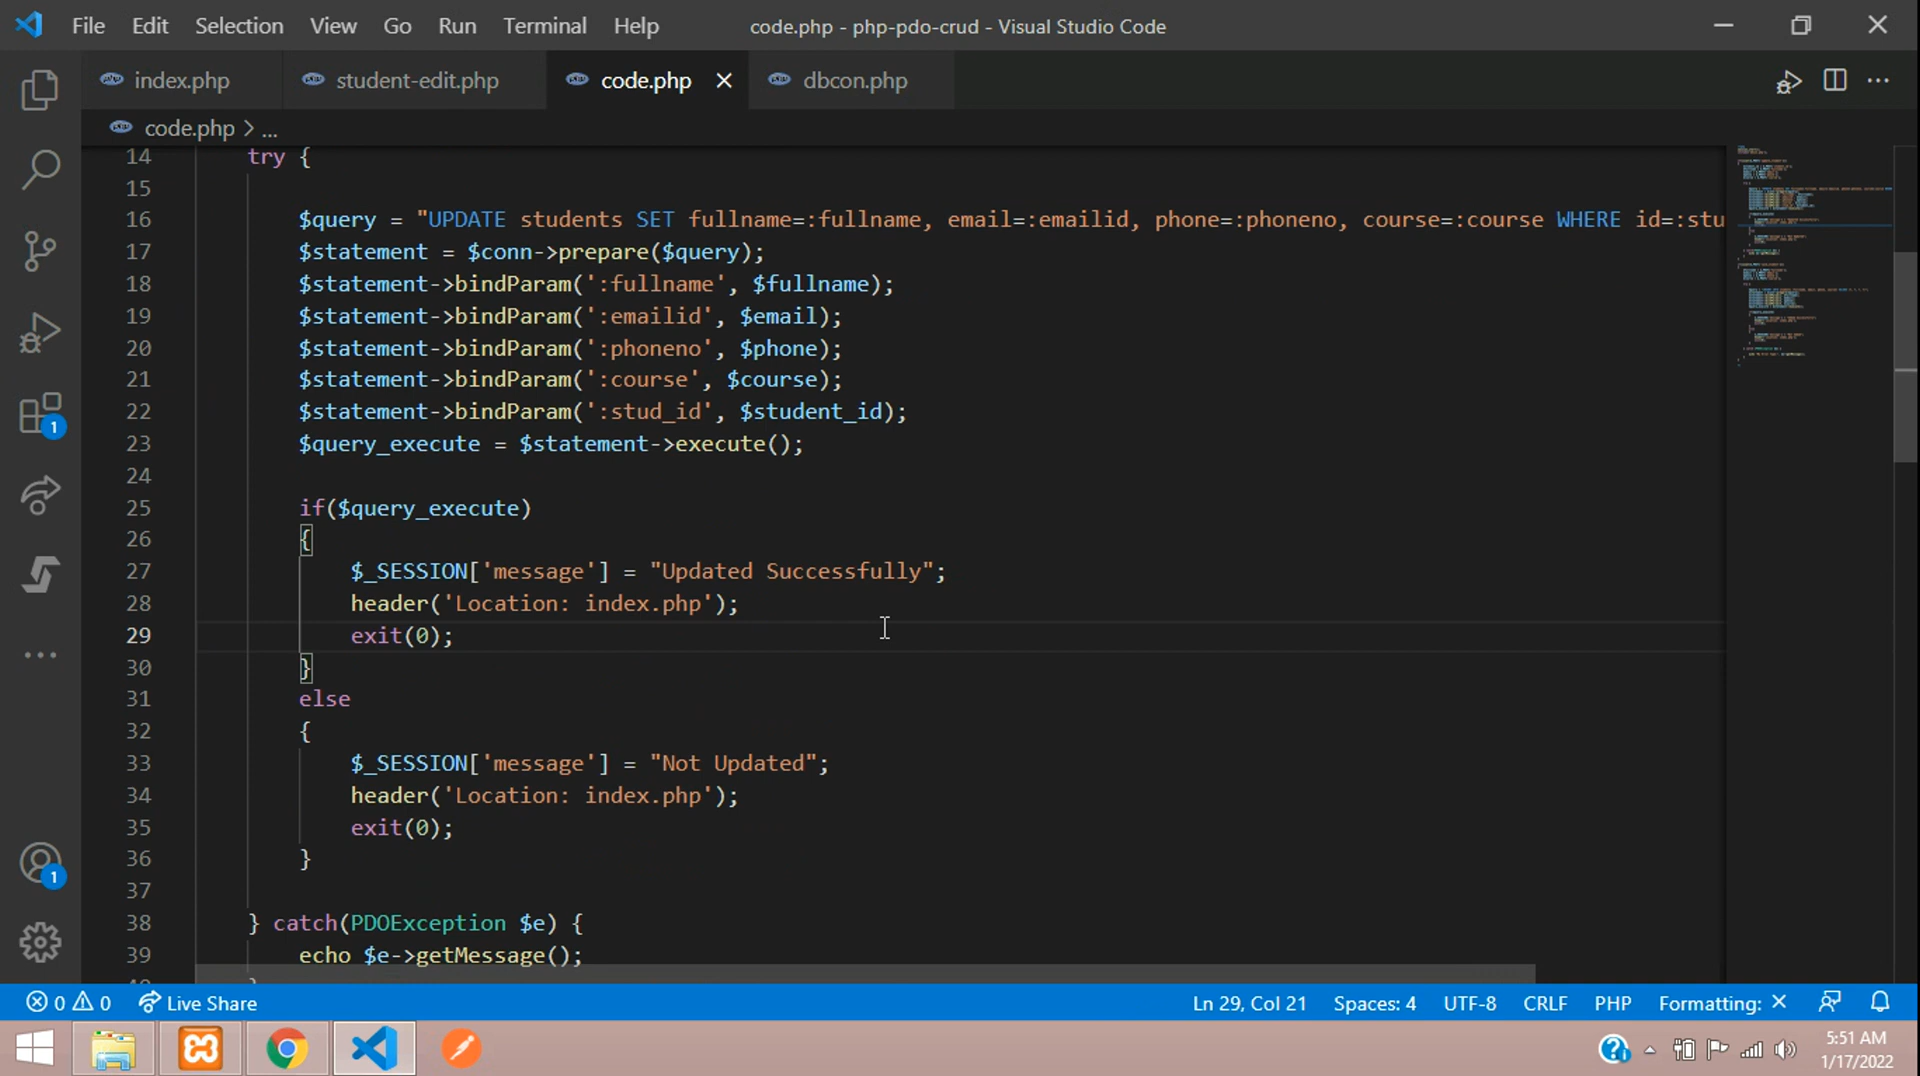 File Edit Selection View Go Run Terminal Help code.php - php-pdo-crud - Visual Studio Code
index.php student-edit.php code.php dbcon.php
code.php > ...
14 try {
15
16 $query = "UPDATE students SET fullname=:fullname, email=:emailid, phone=:phoneno, course=:course WHERE id=:stu
17 $statement = $conn->prepare($query);
18 $statement->bindParam(':fullname', $fullname);
19 $statement->bindParam(':emailid', $email);
20 $statement->bindParam(':phoneno', $phone);
21 $statement->bindParam(':course', $course);
22 $statement->bindParam(':stud_id', $student_id);
23 $query_execute = $statement->execute();
24
25 if($query_execute)
26 {
27 $_SESSION['message'] = "Updated Successfully";
28 header('Location: index.php');
29 exit(0);
30 }
31 else
32 {
33 $_SESSION['message'] = "Not Updated";
34 header('Location: index.php');
35 exit(0);
36 }
37
38 } catch(PDOException $e) {
39 echo $e->getMessage();
1
1
0 0 Live Share Ln 29, Col 21 Spaces: 4 UTF-8 CRLF PHP Formatting: ×
5:51 AM
1/17/2022